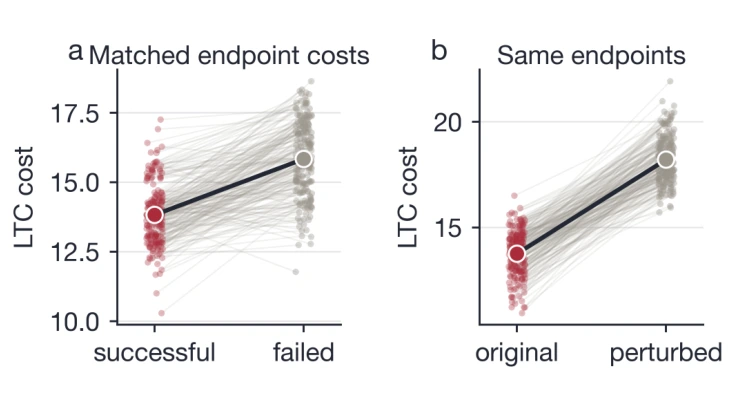 a Matched endpoint costs
LTC cost
17.5
15.0
12.5
10.0
successful failed
b Same endpoints
LTC cost
20
15
original perturbed